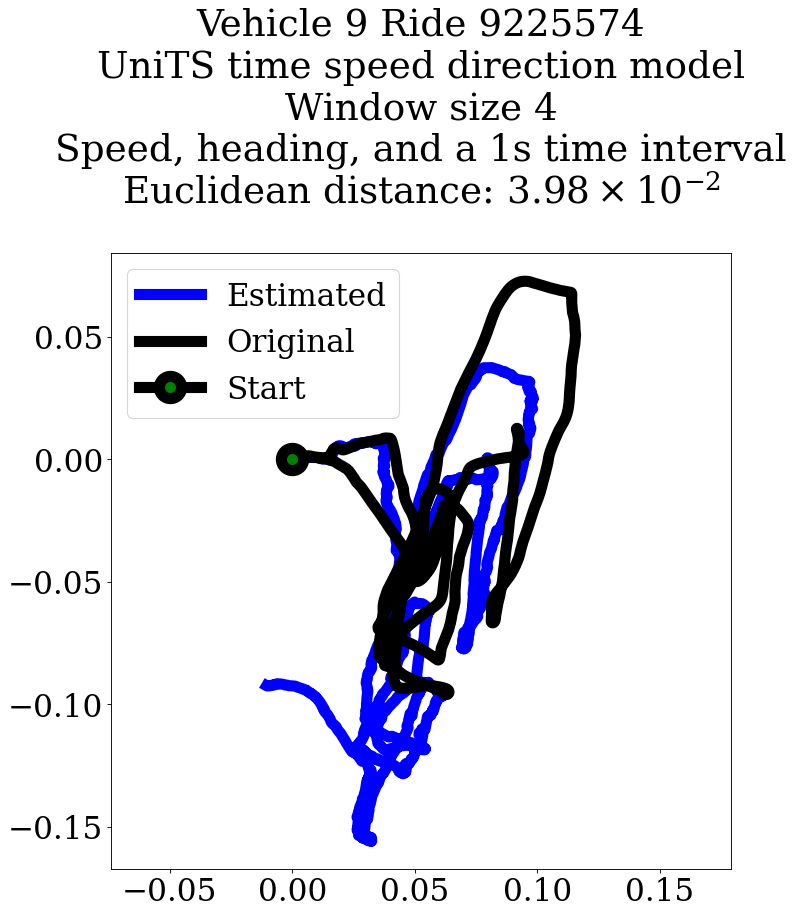 Vehicle 9 Ride 9225574
UniTS time speed direction model
Window size 4
Speed, heading, and a 1s time interval
Euclidean distance: 3.98 × 10⁻²
Estimated
Original
Start
0.05
0.00
−0.05
−0.10
−0.15
−0.05 0.00 0.05 0.10 0.15